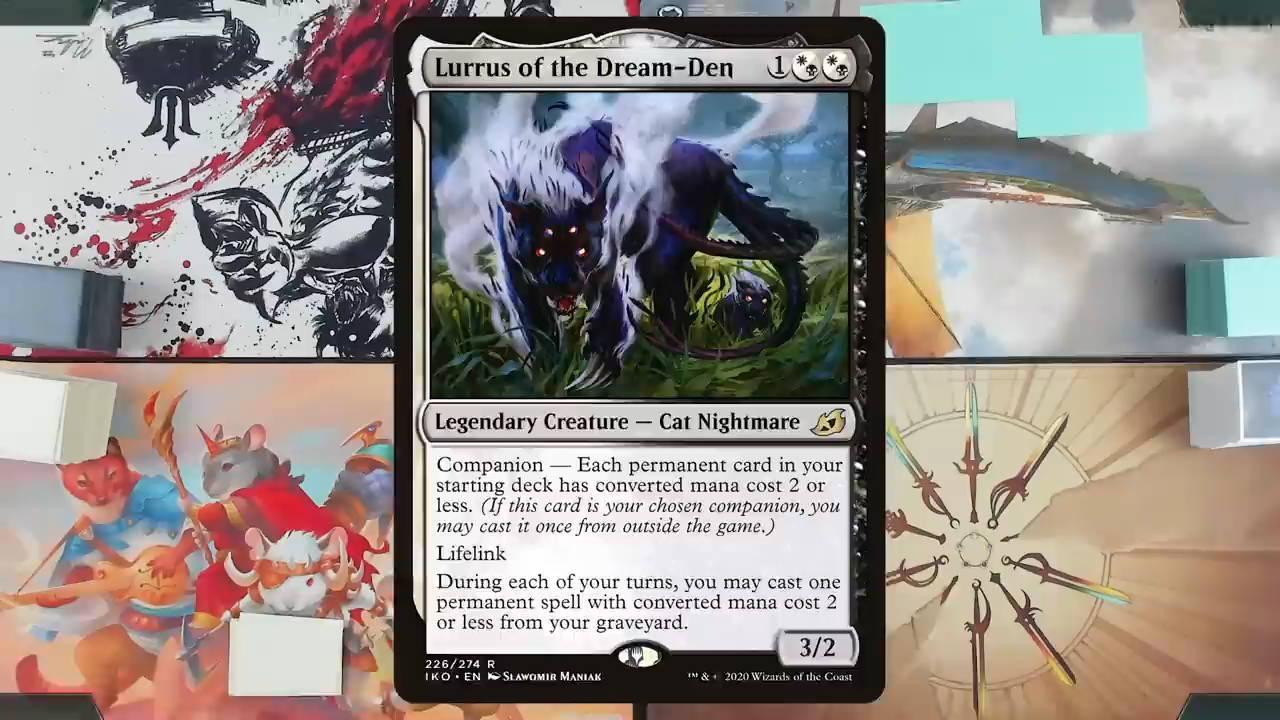 Lurrus of the Dream-Den 1
Legendary Creature — Cat Nightmare
Companion — Each permanent card in your
starting deck has converted mana cost 2 or
less. (If this card is your chosen companion, you
may cast it once from outside the game.)
Lifelink
During each of your turns, you may cast one
permanent spell with converted mana cost 2
or less from your graveyard.
3/2
226/274 R
IKO • EN Slawomir Maniak
™ & 2020 Wizards of the Coast